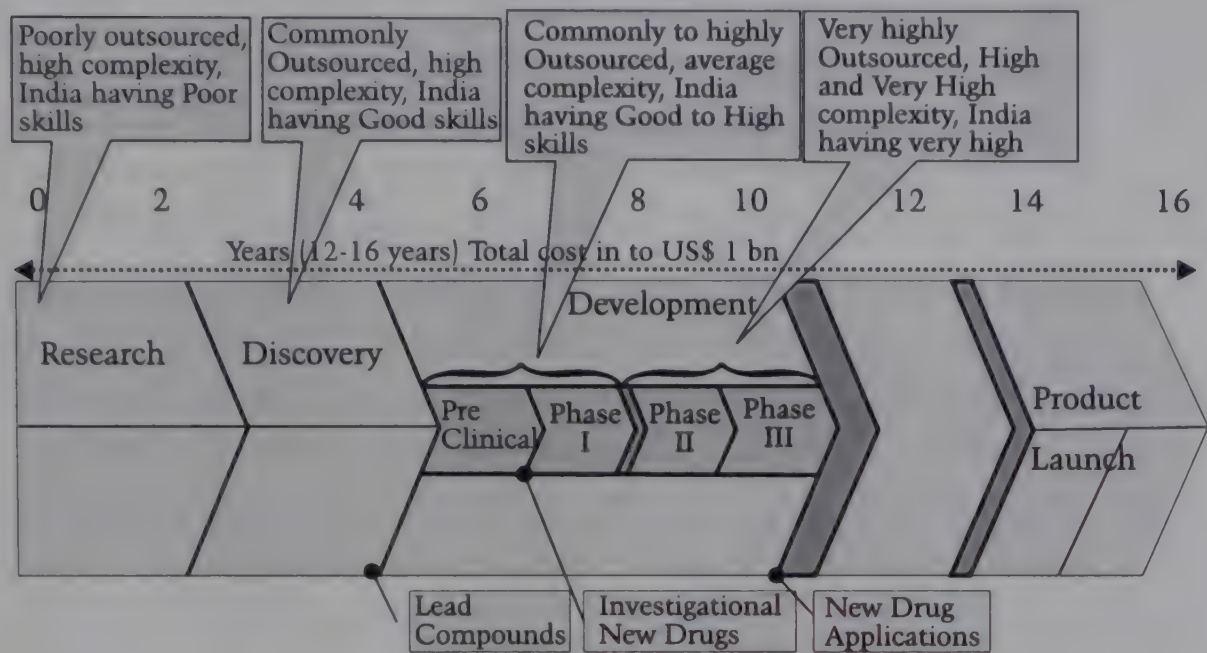 Poorly outsourced,
high complexity,
India having Poor
skills
Commonly
Outsourced, high
complexity, India
having Good skills
Commonly to highly
Outsourced, average
complexity, India
having Good to High
skills
Very highly
Outsourced, High
and Very High
complexity, India
having very high
0 2 4 6 8 10 12 14 16
Years (12-16 years) Total cost in to US$ 1 bn
Development
Research
Discovery
Pre
Clinical
Phase
I
Phase
II
Phase
III
Product
Launch
Lead
Compounds
Investigational
New Drugs
New Drug
Applications